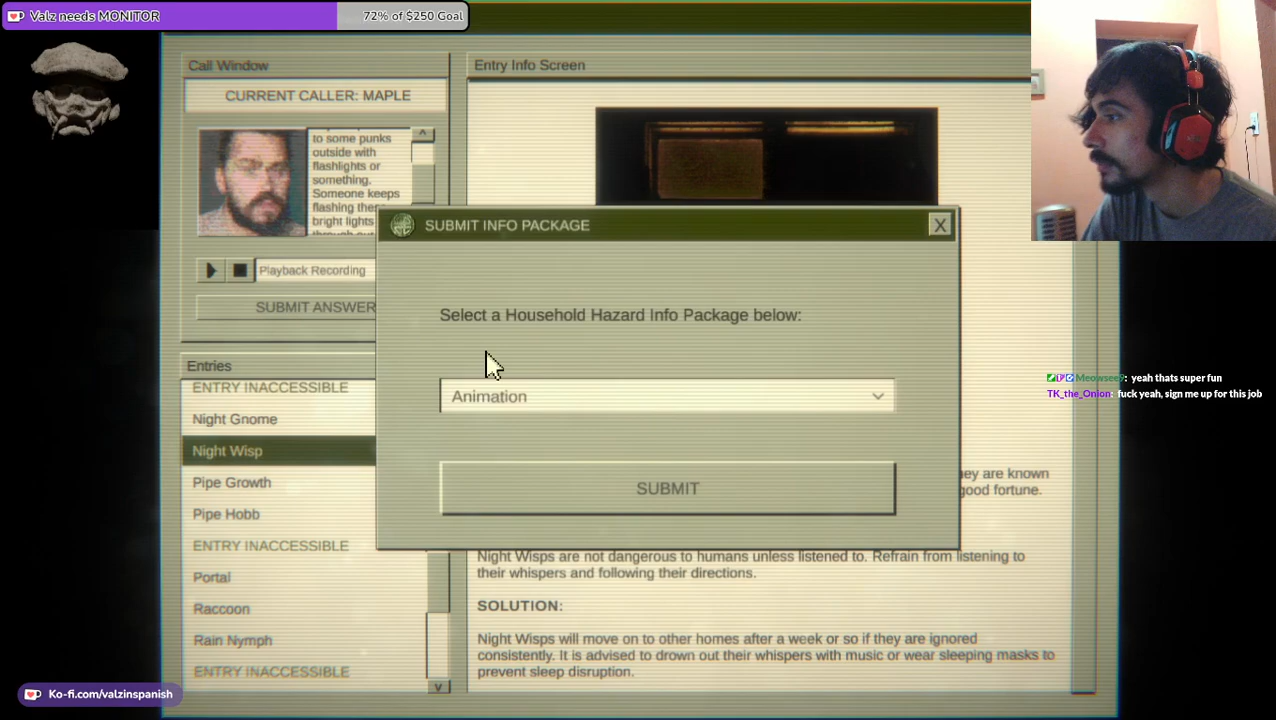 Valz needs MONITOR
72% of $250 Goal
Call Window
CURRENT CALLER: MAPLE
to some punks
outside with
flashlights or
something.
Someone keeps
flashing
bright lights
Playback Recording
SUBMIT ANSWER
Entries
ENTRY INACCESSIBLE
Night Gnome
Night Wisp
Pipe Growth
Pipe Hobb
ENTRY INACCESSIBLE
Portal
Raccoon
Rain Nymph
ENTRY INACCESSIBLE
Entry Info Screen
SUBMIT INFO PACKAGE
X
Select a Household Hazard Info Package below:
Animation
SUBMIT
they are known
good fortune.
Night Wisps are not dangerous to humans unless listened to. Refrain from listening to
their whispers and following their directions.
SOLUTION:
Night Wisps will move on to other homes after a week or so if they are ignored
consistently. It is advised to drown out their whispers with music or wear sleeping masks to
prevent sleep disruption.
Meowsee9: yeah thats super fun
TK_the_Onion: fuck yeah, sign me up for this job
Ko-fi.com/valzinspanish